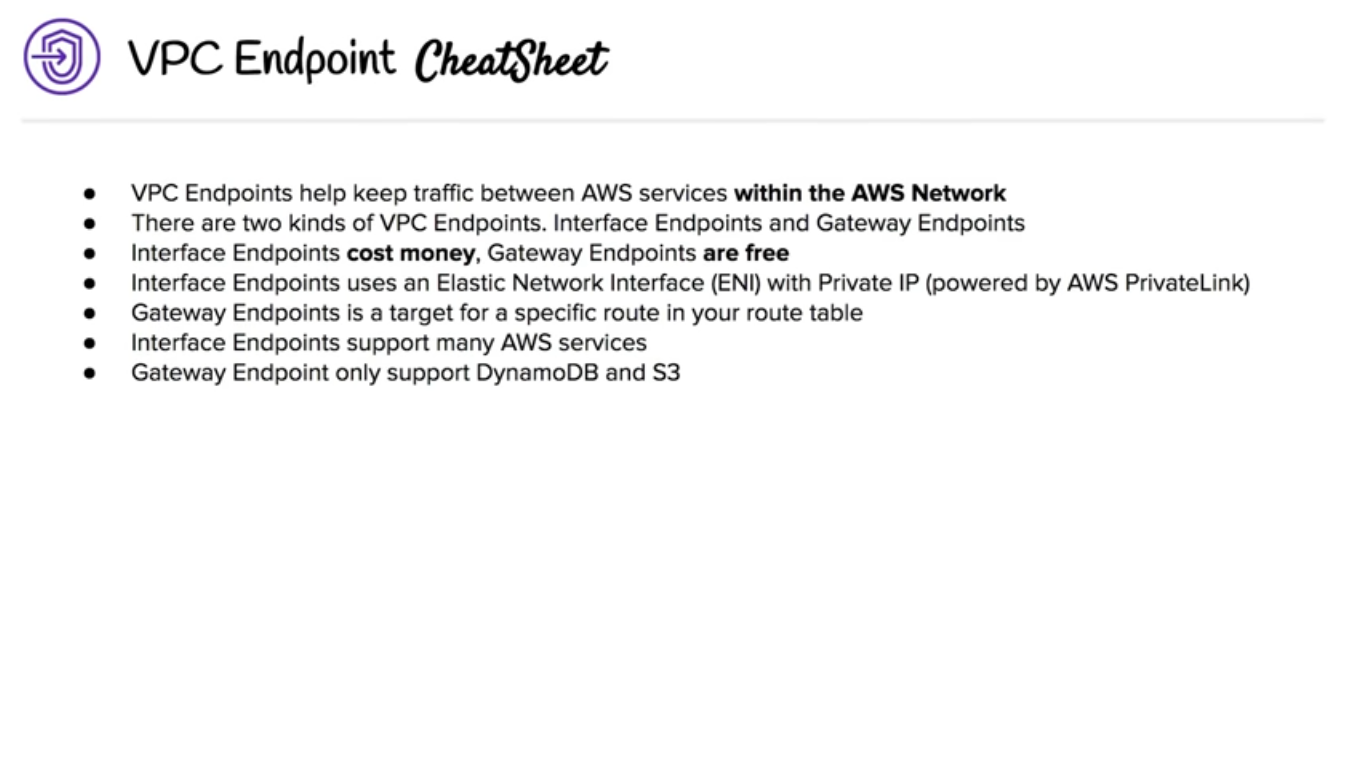 VPC Endpoint CheatSheet
● VPC Endpoints help keep traffic between AWS services within the AWS Network
● There are two kinds of VPC Endpoints. Interface Endpoints and Gateway Endpoints
● Interface Endpoints cost money, Gateway Endpoints are free
● Interface Endpoints uses an Elastic Network Interface (ENI) with Private IP (powered by AWS PrivateLink)
● Gateway Endpoints is a target for a specific route in your route table
● Interface Endpoints support many AWS services
● Gateway Endpoint only support DynamoDB and S3